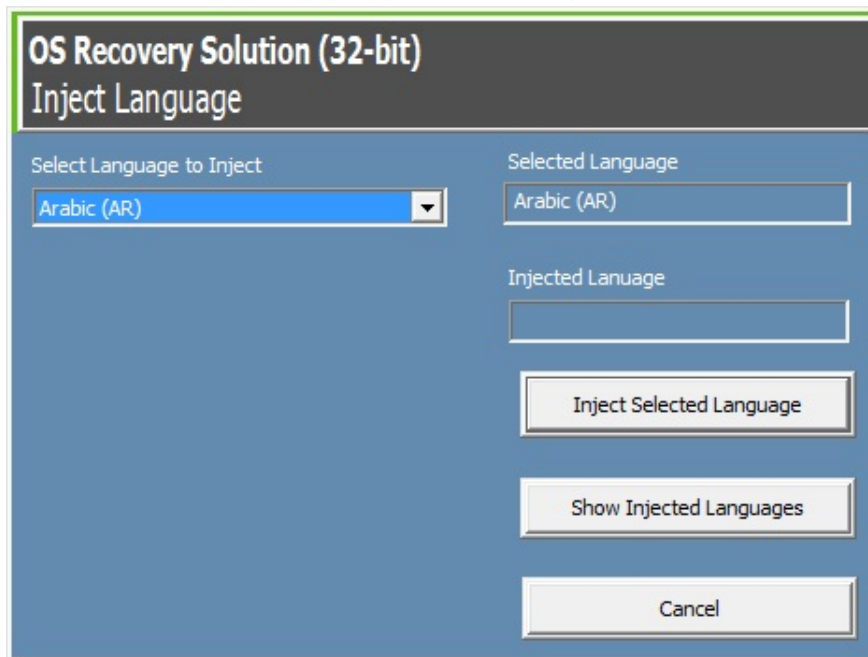 OS Recovery Solution (32-bit)
Inject Language
Select Language to Inject
Arabic (AR)
Selected Language
Arabic (AR)
Injected Lanuage
Inject Selected Language
Show Injected Languages
Cancel